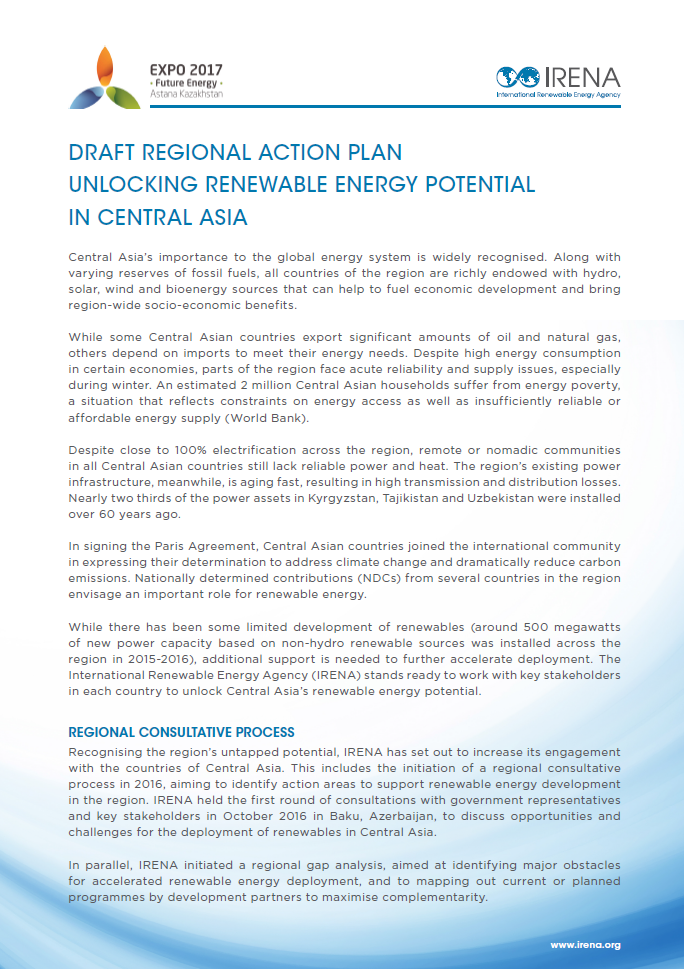 EXPO 2017
• Future Energy •
Astana Kazakhstan
IRENA
International Renewable Energy Agency
DRAFT REGIONAL ACTION PLAN
UNLOCKING RENEWABLE ENERGY POTENTIAL
IN CENTRAL ASIA
Central Asia's importance to the global energy system is widely recognised. Along with
varying reserves of fossil fuels, all countries of the region are richly endowed with hydro,
solar, wind and bioenergy sources that can help to fuel economic development and bring
region-wide socio-economic benefits.
While some Central Asian countries export significant amounts of oil and natural gas,
others depend on imports to meet their energy needs. Despite high energy consumption
in certain economies, parts of the region face acute reliability and supply issues, especially
during winter. An estimated 2 million Central Asian households suffer from energy poverty,
a situation that reflects constraints on energy access as well as insufficiently reliable or
affordable energy supply (World Bank).
Despite close to 100% electrification across the region, remote or nomadic communities
in all Central Asian countries still lack reliable power and heat. The region's existing power
infrastructure, meanwhile, is aging fast, resulting in high transmission and distribution losses.
Nearly two thirds of the power assets in Kyrgyzstan, Tajikistan and Uzbekistan were installed
over 60 years ago.
In signing the Paris Agreement, Central Asian countries joined the international community
in expressing their determination to address climate change and dramatically reduce carbon
emissions. Nationally determined contributions (NDCs) from several countries in the region
envisage an important role for renewable energy.
While there has been some limited development of renewables (around 500 megawatts
of new power capacity based on non-hydro renewable sources was installed across the
region in 2015-2016), additional support is needed to further accelerate deployment. The
International Renewable Energy Agency (IRENA) stands ready to work with key stakeholders
in each country to unlock Central Asia's renewable energy potential.
REGIONAL CONSULTATIVE PROCESS
Recognising the region's untapped potential, IRENA has set out to increase its engagement
with the countries of Central Asia. This includes the initiation of a regional consultative
process in 2016, aiming to identify action areas to support renewable energy development
in the region. IRENA held the first round of consultations with government representatives
and key stakeholders in October 2016 in Baku, Azerbaijan, to discuss opportunities and
challenges for the deployment of renewables in Central Asia.
In parallel, IRENA initiated a regional gap analysis, aimed at identifying major obstacles
for accelerated renewable energy deployment, and to mapping out current or planned
programmes by development partners to maximise complementarity.
www.irena.org